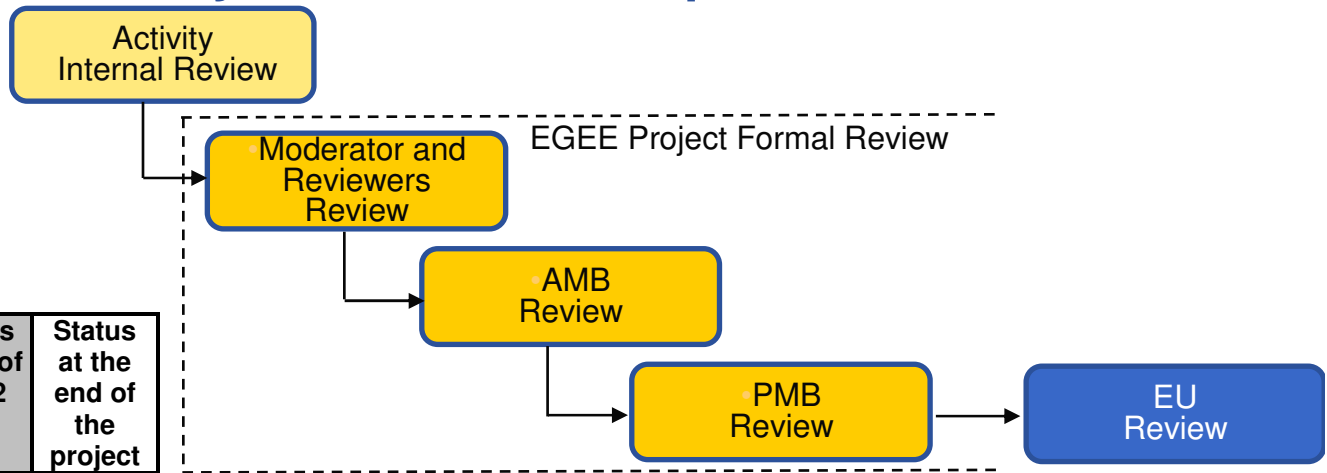 Activity
Internal Review
EGEE Project Formal Review
Moderator and
Reviewers
Review
AMB
Review
PMB
Review
EU
Review
Status
at the
end of
the
project